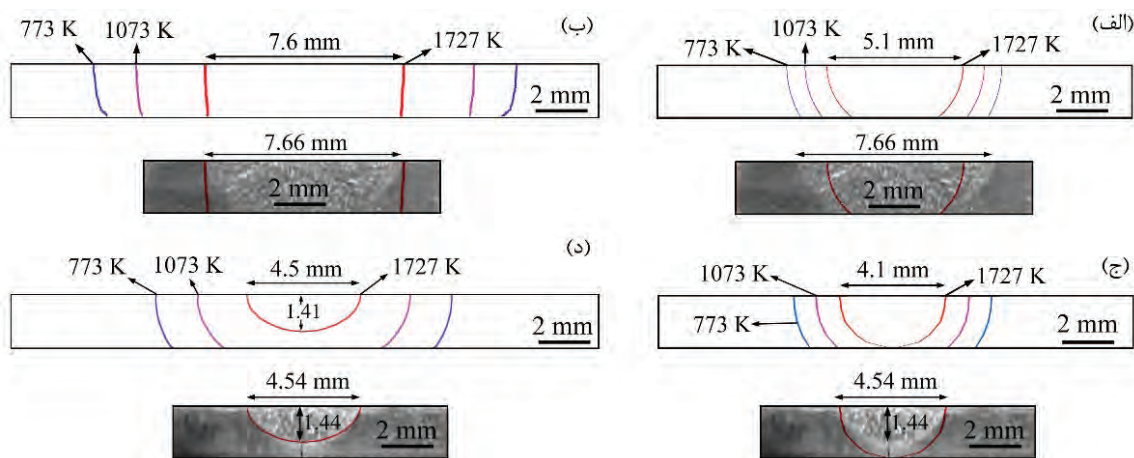 (الف)
1073 K
773 K
5.1 mm
1727 K
2 mm
7.66 mm
2 mm
(ب)
773 K
1073 K
7.6 mm
1727 K
2 mm
7.66 mm
2 mm
(ج)
1073 K
4.1 mm
1727 K
773 K
2 mm
4.54 mm
1.44
2 mm
(د)
773 K
1073 K
4.5 mm
1727 K
1.41
2 mm
4.54 mm
1.44
2 mm